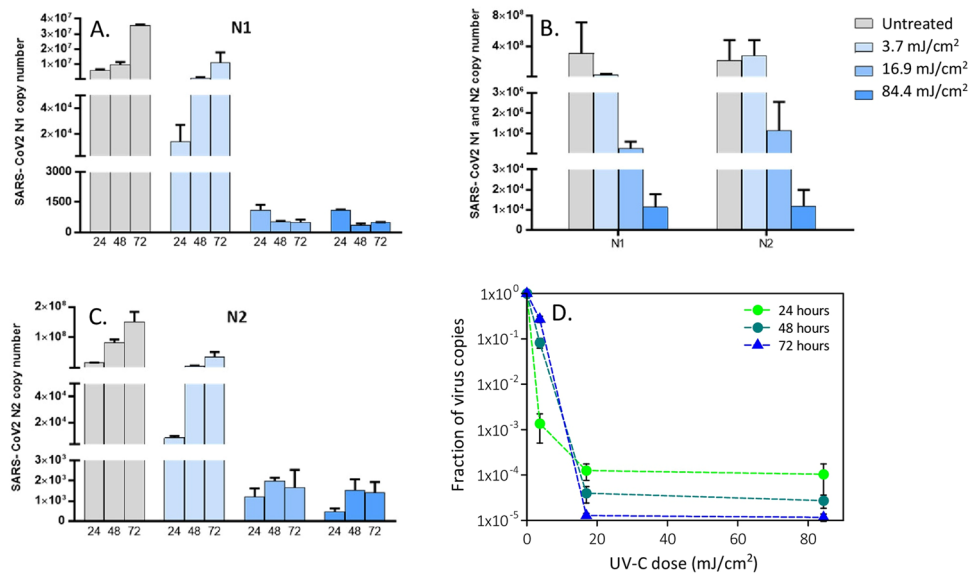 A.
N1
SARS- CoV2 N1 copy number
4×10⁷
3×10⁷
2×10⁷
1×10⁷
4×10⁴
2×10⁴
3000
1500
0
24 48 72 24 48 72 24 48 72 24 48 72
B.
SARS- CoV2 N1 and N2 copy number
8×10⁸
4×10⁸
3×10⁶
2×10⁶
1×10⁶
3×10⁴
2×10⁴
1×10⁴
0
N1 N2
Untreated
3.7 mJ/cm²
16.9 mJ/cm²
84.4 mJ/cm²
C.
N2
SARS- CoV2 N2 copy number
2×10⁸
1×10⁸
4×10⁴
2×10⁴
3×10³
2×10³
1×10³
0
24 48 72 24 48 72 24 48 72 24 48 72
D.
Fraction of virus copies
1x10⁰
1x10⁻¹
1x10⁻²
1x10⁻³
1x10⁻⁴
1x10⁻⁵
24 hours
48 hours
72 hours
0 20 40 60 80
UV-C dose (mJ/cm²)